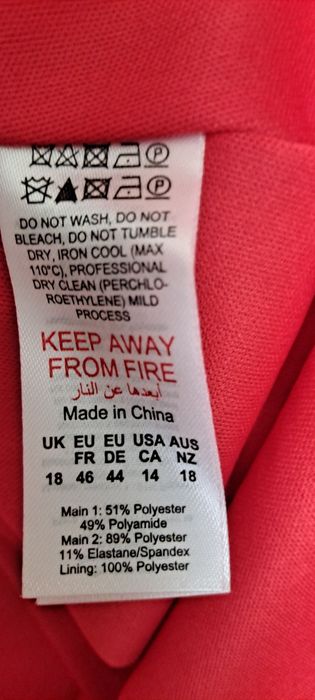 DO NOT WASH, DO NOT
BLEACH, DO NOT TUMBLE
DRY, IRON COOL (MAX
110°C), PROFESSIONAL
DRY CLEAN (PERCHLO-
ROETHYLENE) MILD
PROCESS
KEEP AWAY
FROM FIRE
أبعدها عن النار
Made in China
UK EU EU USA AUS
FR DE CA NZ
18 46 44 14 18
Main 1: 51% Polyester
49% Polyamide
Main 2: 89% Polyester
11% Elastane/Spandex
Lining: 100% Polyester